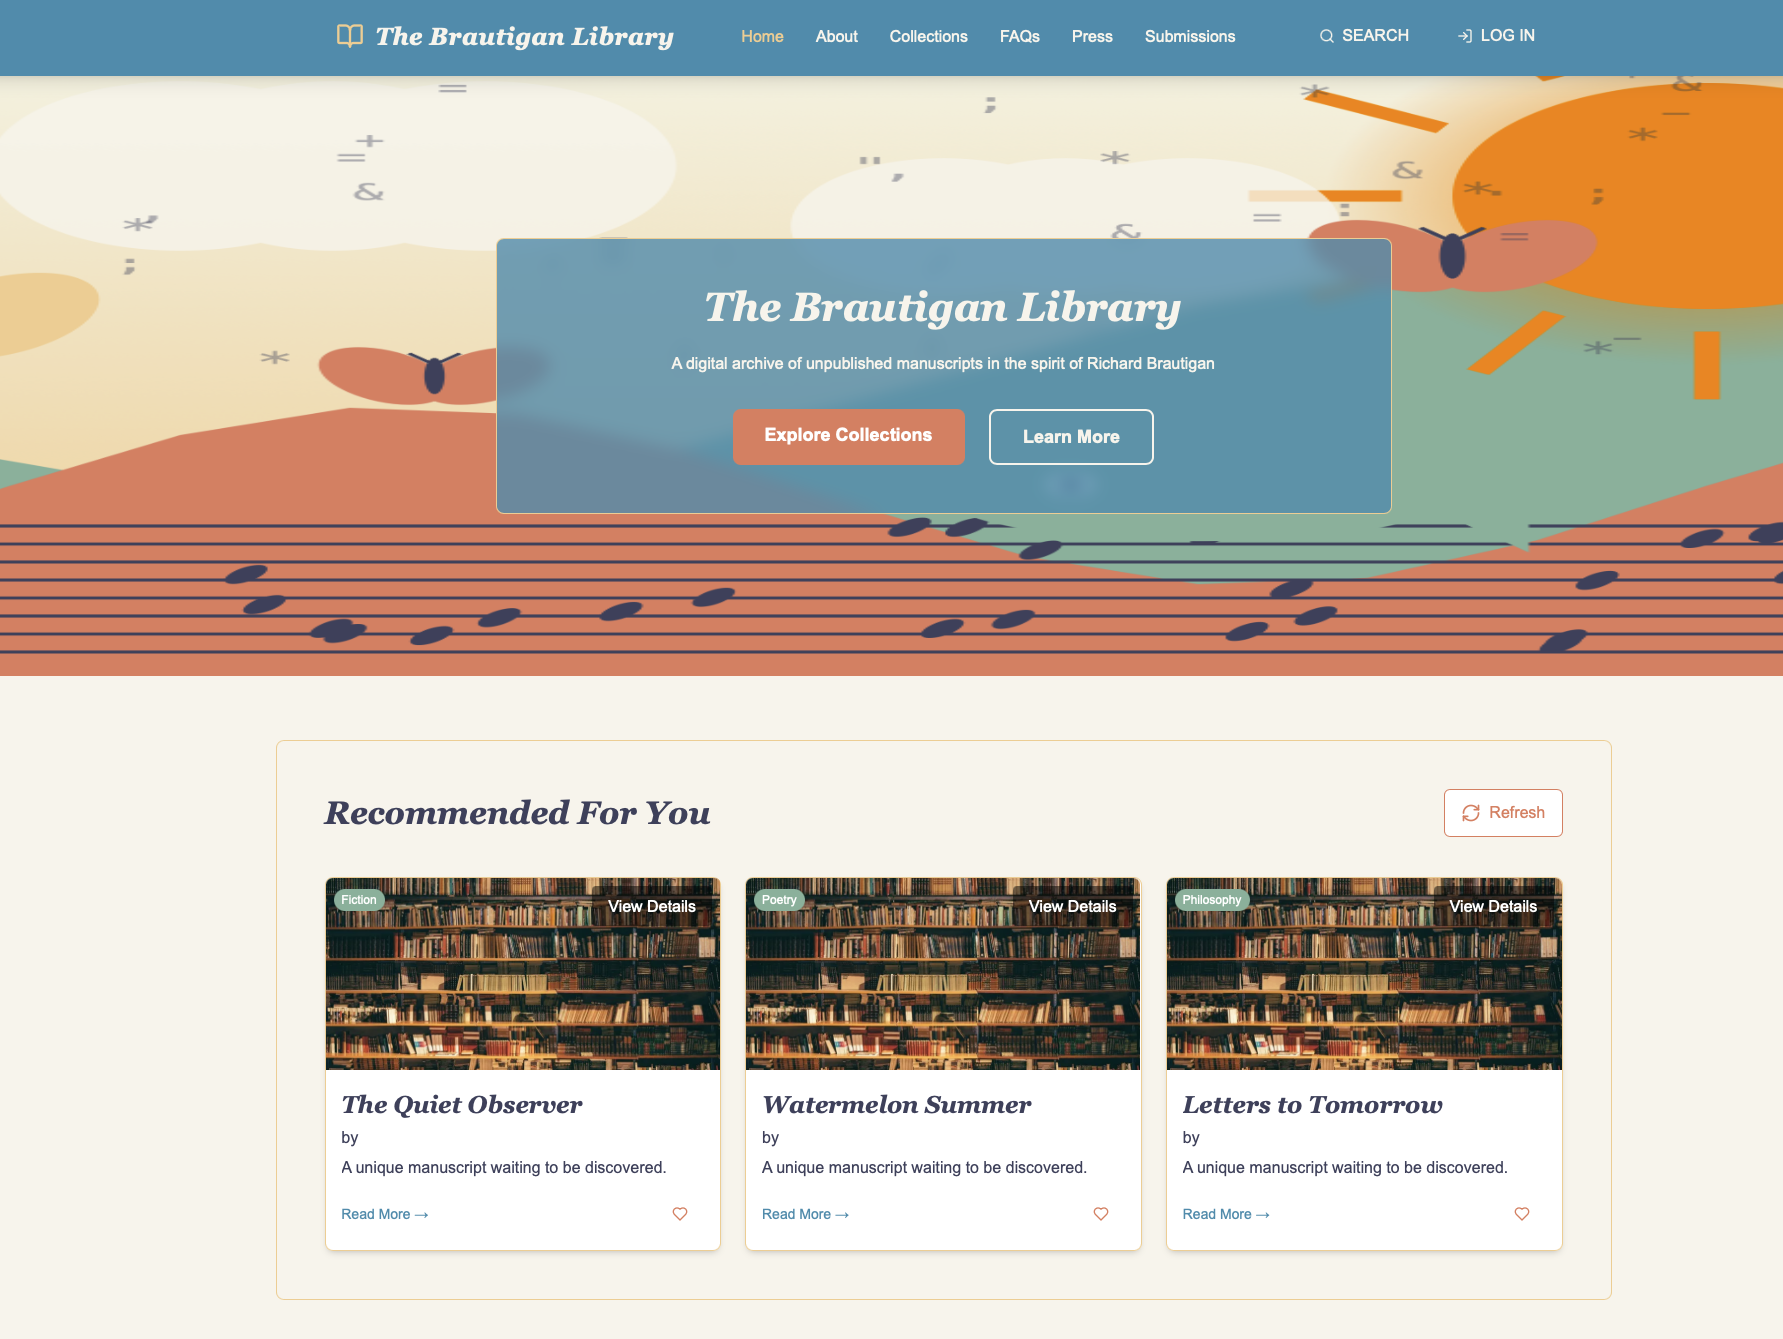 The Brautigan Library
Home About Collections FAQs Press Submissions
SEARCH
LOG IN
The Brautigan Library
A digital archive of unpublished manuscripts in the spirit of Richard Brautigan
Explore Collections
Learn More
Recommended For You
Refresh
Fiction
View Details
The Quiet Observer
by
A unique manuscript waiting to be discovered.
Read More →
Poetry
View Details
Watermelon Summer
by
A unique manuscript waiting to be discovered.
Read More →
Philosophy
View Details
Letters to Tomorrow
by
A unique manuscript waiting to be discovered.
Read More →